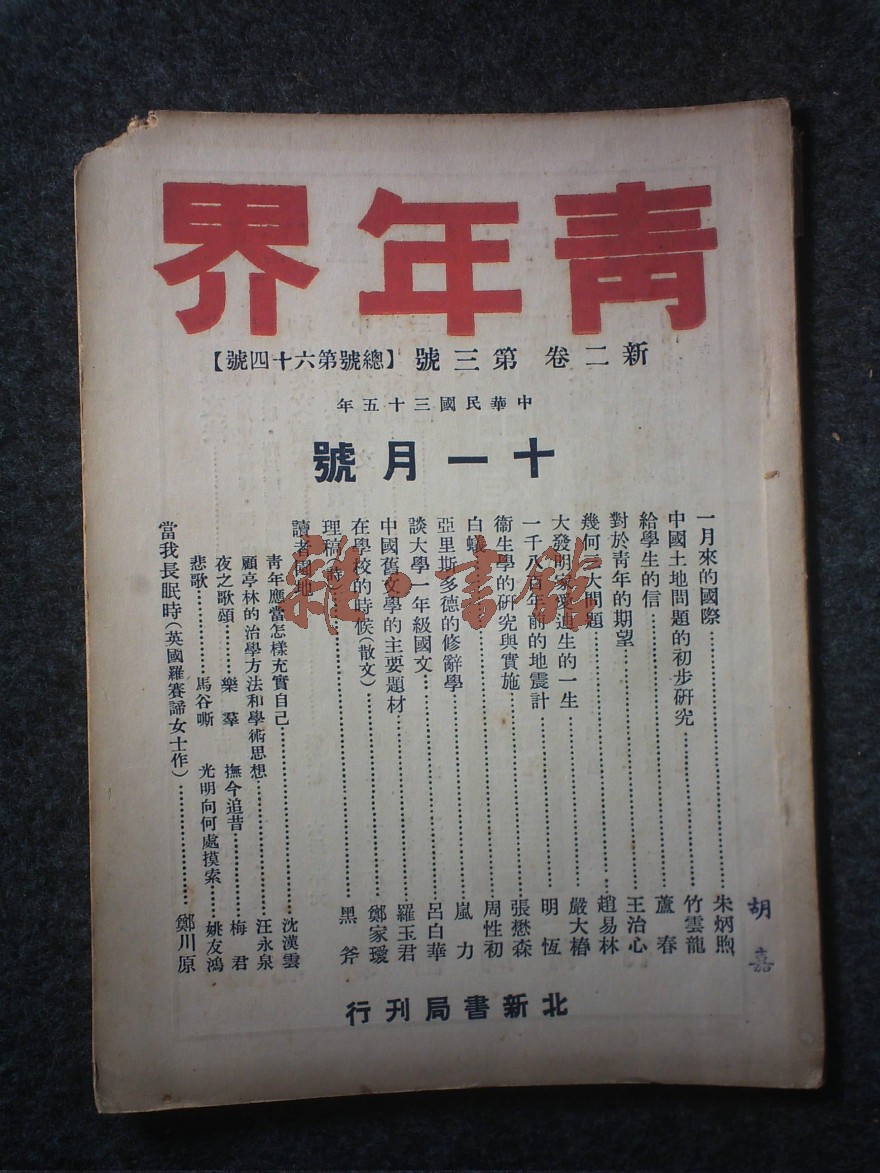 青年界
新二卷 第三號【總號第六十四號】
中華民國三十五年
十一月號
一月來的國際……朱炳煦
中國土地問題的初步研究……竹雲龍
給學生的信……蘆春
對於青年的期望……王治心
幾何三大問題……趙易林
大發明家愛迪生的一生……嚴大椿
一千八百年前的地震計……明恆
衞生學的研究與實施……張懋森
白蟻……周性初
亞里斯多德的修辭學……嵐力
談大學一年級國文……呂白華
中國舊文學的主要題材……羅玉君
在學校的時候(散文)……鄭家瑷
理稿(詩)……黑斧
讀者園地
青年應當怎樣充實自己……沈漢雲
顧亭林的治學方法和學術思想……汪永泉
夜之歌頌……樂羣 撫今追昔……梅君
悲歌……馬谷嘶 光明向何處摸索……姚友鴻
當我長眠時(英國羅賽諦女士作)……鄭川原
北新書局刊行
胡嘉
雜·書館